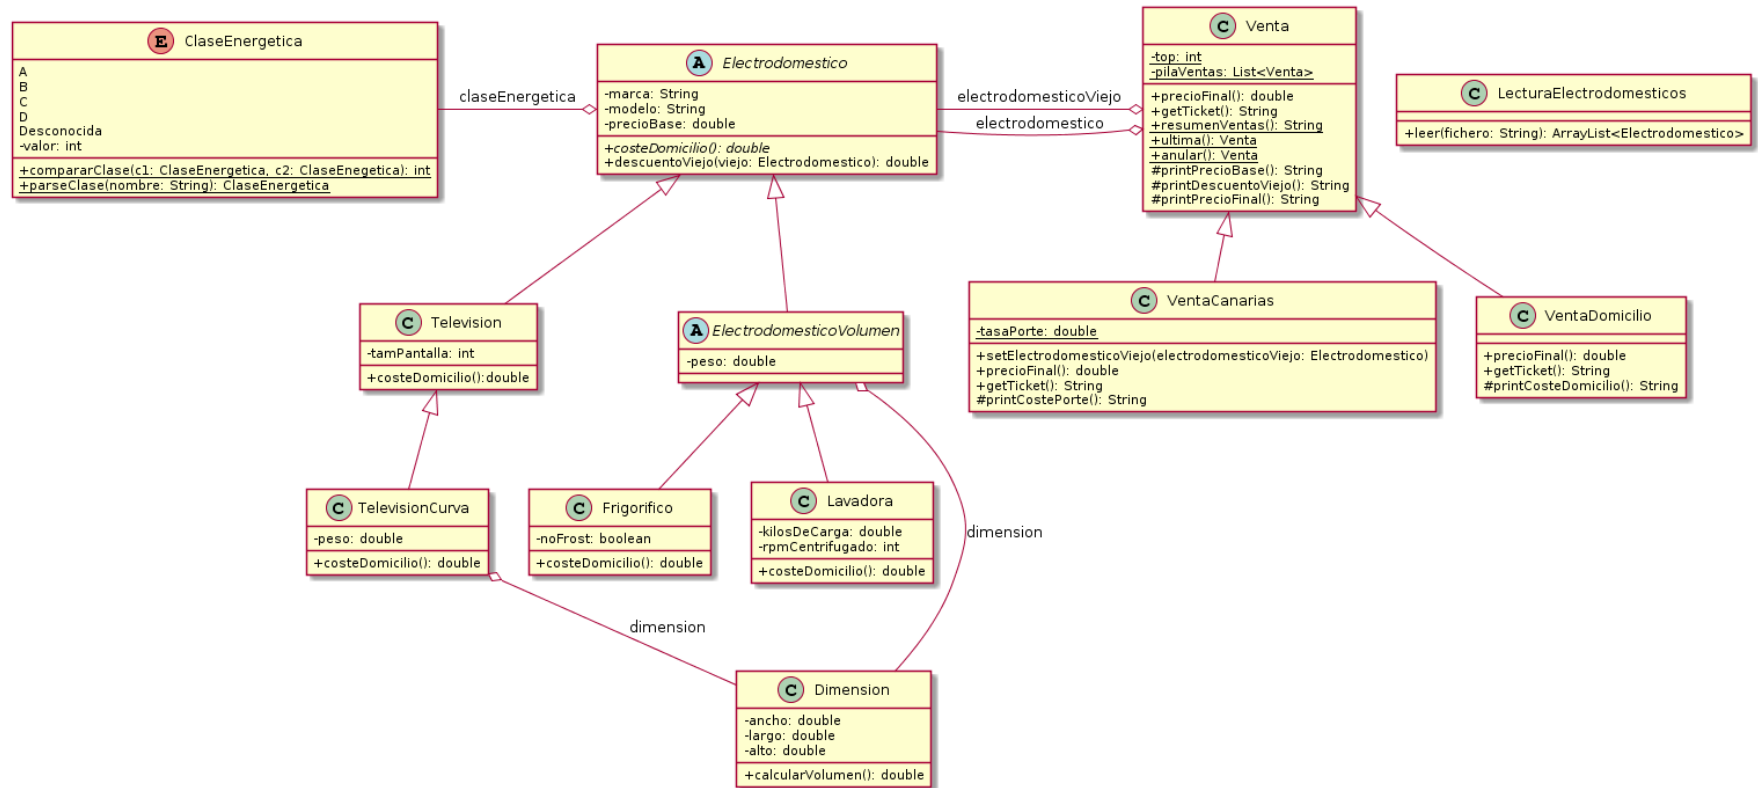 E ClaseEnergetica
A
B
C
D
Desconocida
-valor: int
+compararClase(c1: ClaseEnergetica, c2: ClaseEnegetica): int
+parseClase(nombre: String): ClaseEnergetica
claseEnergetica
A Electrodomestico
-marca: String
-modelo: String
-precioBase: double
+costeDomicilio(): double
+descuentoViejo(viejo: Electrodomestico): double
electrodomesticoViejo
electrodomestico
C Venta
-top: int
-pilaVentas: List<Venta>
+precioFinal(): double
+getTicket(): String
+resumenVentas(): String
+ultima(): Venta
+anular(): Venta
#printPrecioBase(): String
#printDescuentoViejo(): String
#printPrecioFinal(): String
C LecturaElectrodomesticos
+leer(fichero: String): ArrayList<Electrodomestico>
C Television
-tamPantalla: int
+costeDomicilio():double
A ElectrodomesticoVolumen
-peso: double
C VentaCanarias
-tasaPorte: double
+setElectrodomesticoViejo(electrodomesticoViejo: Electrodomestico)
+precioFinal(): double
+getTicket(): String
#printCostePorte(): String
C VentaDomicilio
+precioFinal(): double
+getTicket(): String
#printCosteDomicilio(): String
C TelevisionCurva
-peso: double
+costeDomicilio(): double
C Frigorifico
-noFrost: boolean
+costeDomicilio(): double
C Lavadora
-kilosDeCarga: double
-rpmCentrifugado: int
+costeDomicilio(): double
dimension
dimension
C Dimension
-ancho: double
-largo: double
-alto: double
+calcularVolumen(): double